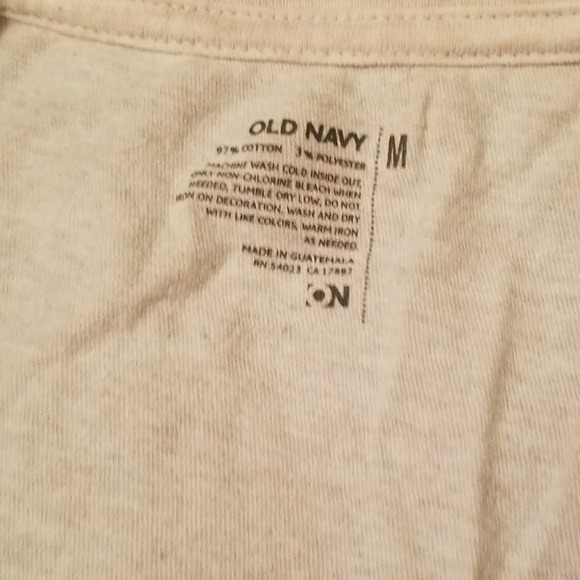 OLD NAVY M
97% COTTON 3% POLYESTER
MACHINE WASH COLD INSIDE OUT,
ONLY NON-CHLORINE BLEACH WHEN
NEEDED, TUMBLE DRY LOW, DO NOT
IRON ON DECORATION, WASH AND DRY
WITH LIKE COLORS, WARM IRON
AS NEEDED.
MADE IN GUATEMALA
RN 54023 CA 17897
ON